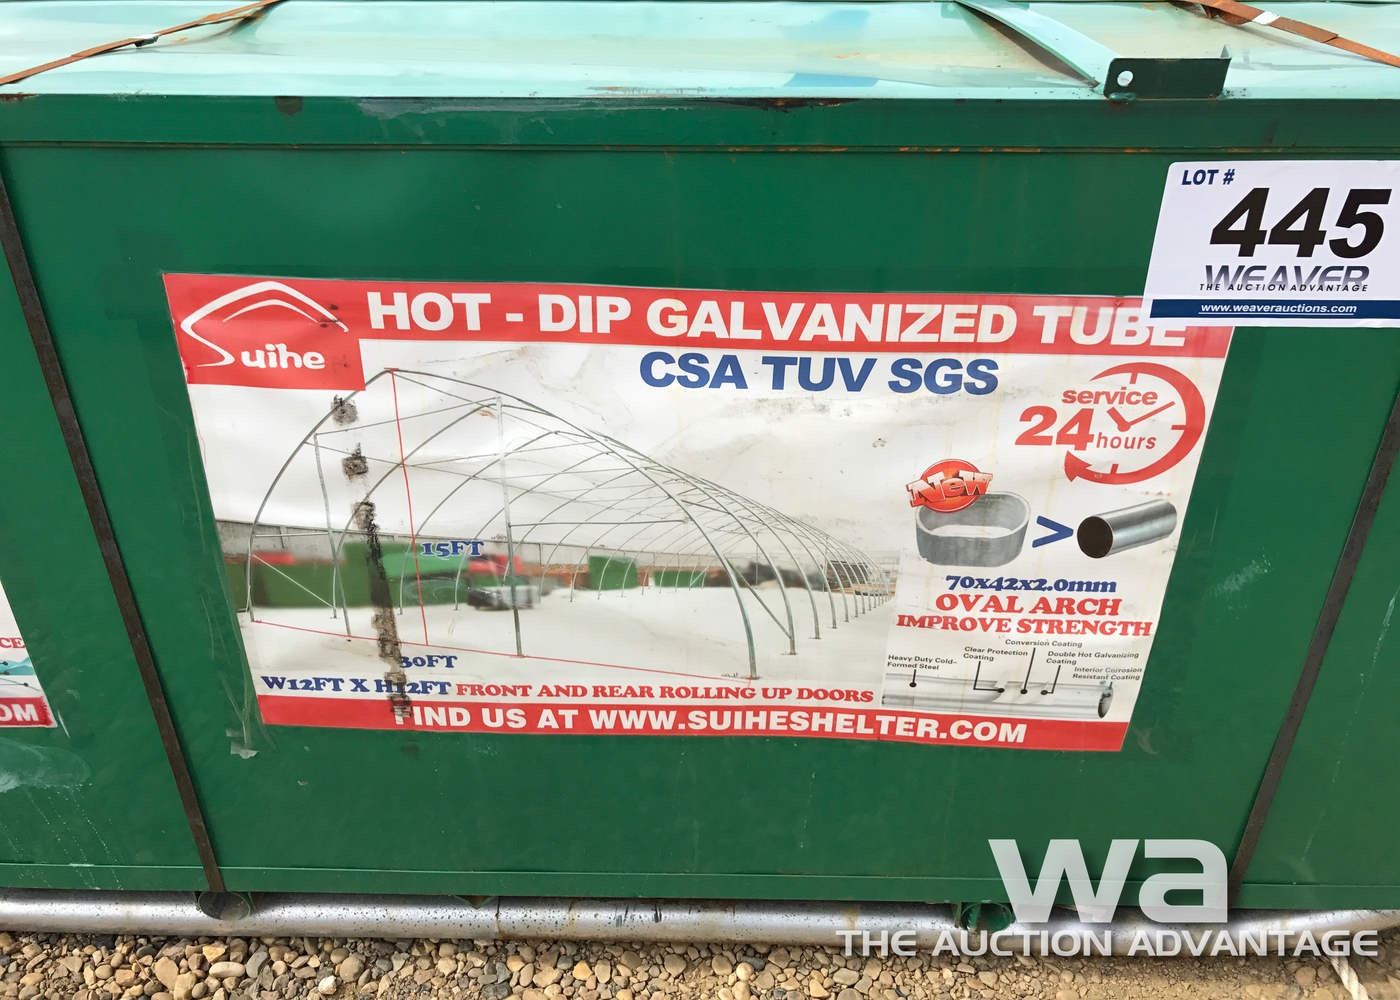 LOT #
445
WEAVER
THE AUCTION ADVANTAGE
www.weaverauctions.com
Suihe
HOT - DIP GALVANIZED TUBE
CSA TUV SGS
service
24 hours
New
>
70x42x2.0mm
OVAL ARCH
IMPROVE STRENGTH
15FT
30FT
Conversion Coating
Clear Protection
Coating
Double Hot Galvanizing
Coating
Heavy Duty Cold-
Formed Steel
Interior Corrosion
Resistant Coating
W12FT X H12FT FRONT AND REAR ROLLING UP DOORS
FIND US AT WWW.SUIHESHELTER.COM
CE
OM
wa
THE AUCTION ADVANTAGE